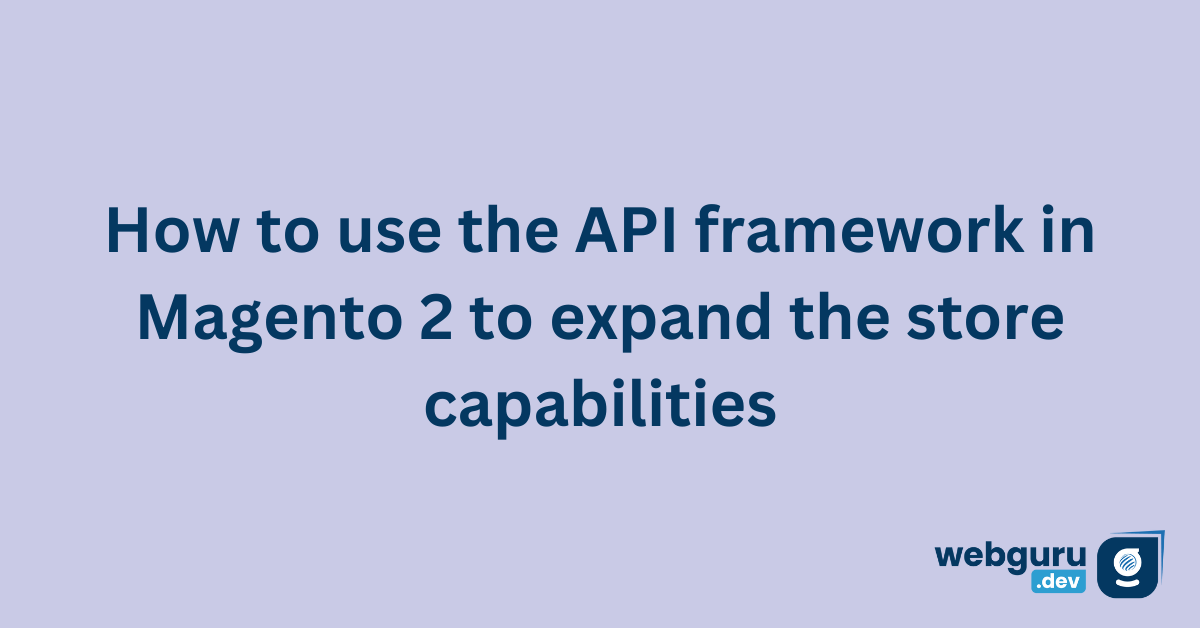 How to use the API framework in
Magento 2 to expand the store
capabilities
webguru
.dev